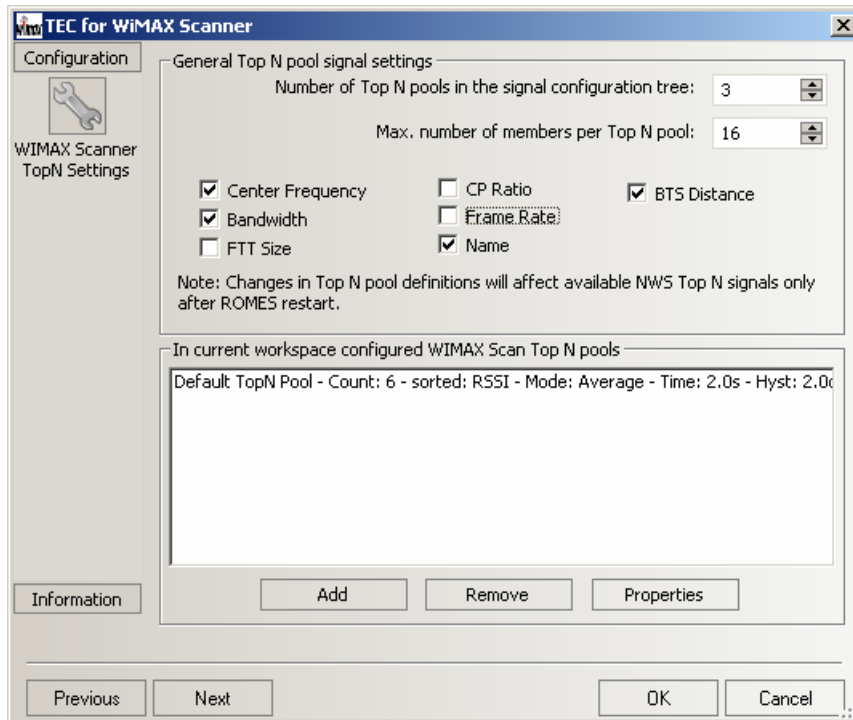 TEC for WiMAX Scanner
Configuration
WIMAX Scanner
TopN Settings
Information
General Top N pool signal settings
Number of Top N pools in the signal configuration tree: 3
Max. number of members per Top N pool: 16
Center Frequency
CP Ratio
BTS Distance
Bandwidth
Frame Rate
FTT Size
Name
Note: Changes in Top N pool definitions will affect available NWS Top N signals only
after ROMES restart.
In current workspace configured WIMAX Scan Top N pools
Default TopN Pool - Count: 6 - sorted: RSSI - Mode: Average - Time: 2.0s - Hyst: 2.0
Add Remove Properties
Previous Next OK Cancel